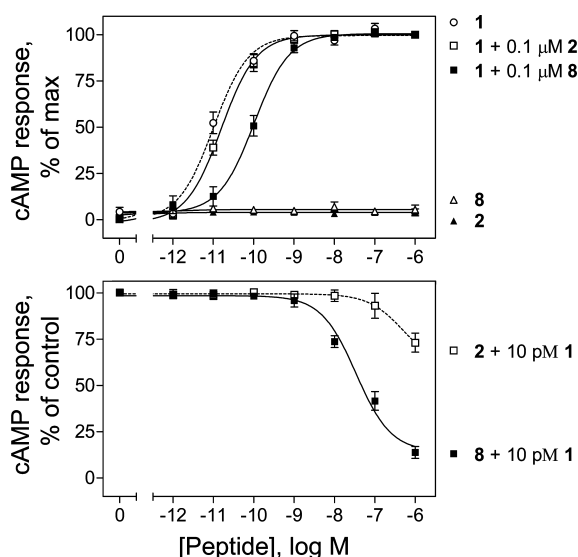 cAMP response,
% of max
100
75
50
25
0
0 -12 -11 -10 -9 -8 -7 -6
1
1 + 0.1 μM 2
1 + 0.1 μM 8
8
2
cAMP response,
% of control
100
75
50
25
0
0 -12 -11 -10 -9 -8 -7 -6
2 + 10 pM 1
8 + 10 pM 1
[Peptide], log M